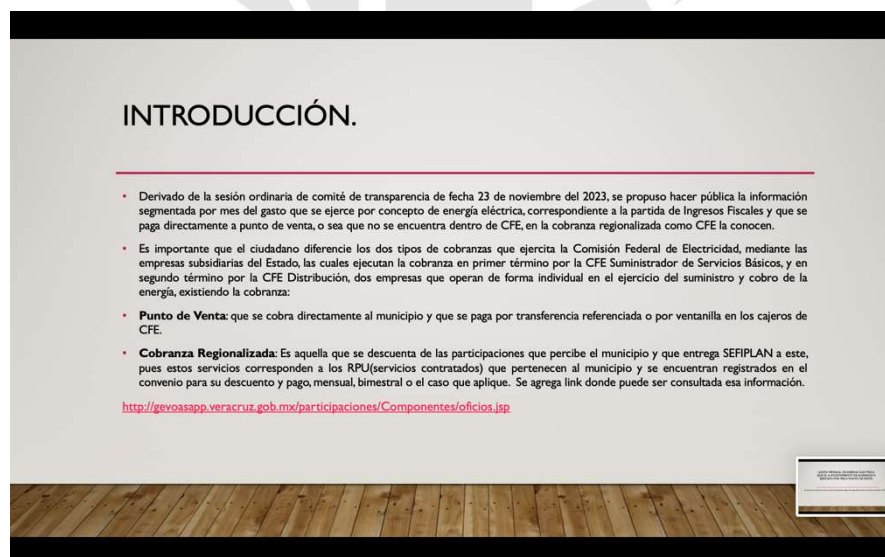 INTRODUCCIÓN.
• Derivado de la sesión ordinaria de comité de transparencia de fecha 23 de noviembre del 2023, se propuso hacer pública la información
segmentada por mes del gasto que se ejerce por concepto de energía eléctrica, correspondiente a la partida de Ingresos Fiscales y que se
paga directamente a punto de venta, o sea que no se encuentra dentro de CFE, en la cobranza regionalizada como CFE la conocen.
• Es importante que el ciudadano diferencie los dos tipos de cobranzas que ejercita la Comisión Federal de Electricidad, mediante las
empresas subsidiarias del Estado, las cuales ejecutan la cobranza en primer término por la CFE Suministrador de Servicios Básicos, y en
segundo término por la CFE Distribución, dos empresas que operan de forma individual en el ejercicio del suministro y cobro de la
energía, existiendo la cobranza:
• Punto de Venta: que se cobra directamente al municipio y que se paga por transferencia referenciada o por ventanilla en los cajeros de
CFE.
• Cobranza Regionalizada: Es aquella que se descuenta de las participaciones que percibe el municipio y que entrega SEFIPLAN a este,
pues estos servicios corresponden a los RPU(servicios contratados) que pertenecen al municipio y se encuentran registrados en el
convenio para su descuento y pago, mensual, bimestral o el caso que aplique. Se agrega link donde puede ser consultada esa información.
http://gevoasapp.veracruz.gob.mx/participaciones/Componentes/oficios.jsp